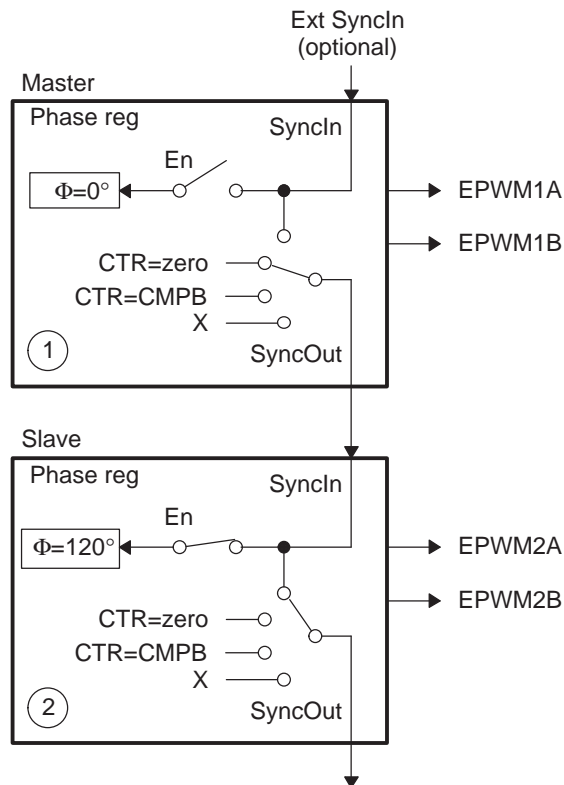 Ext SyncIn
(optional)
Master
Phase reg
SyncIn
En
Φ=0°
EPWM1A
EPWM1B
CTR=zero
CTR=CMPB
X
1
SyncOut
Slave
Phase reg
SyncIn
En
Φ=120°
EPWM2A
EPWM2B
CTR=zero
CTR=CMPB
X
2
SyncOut